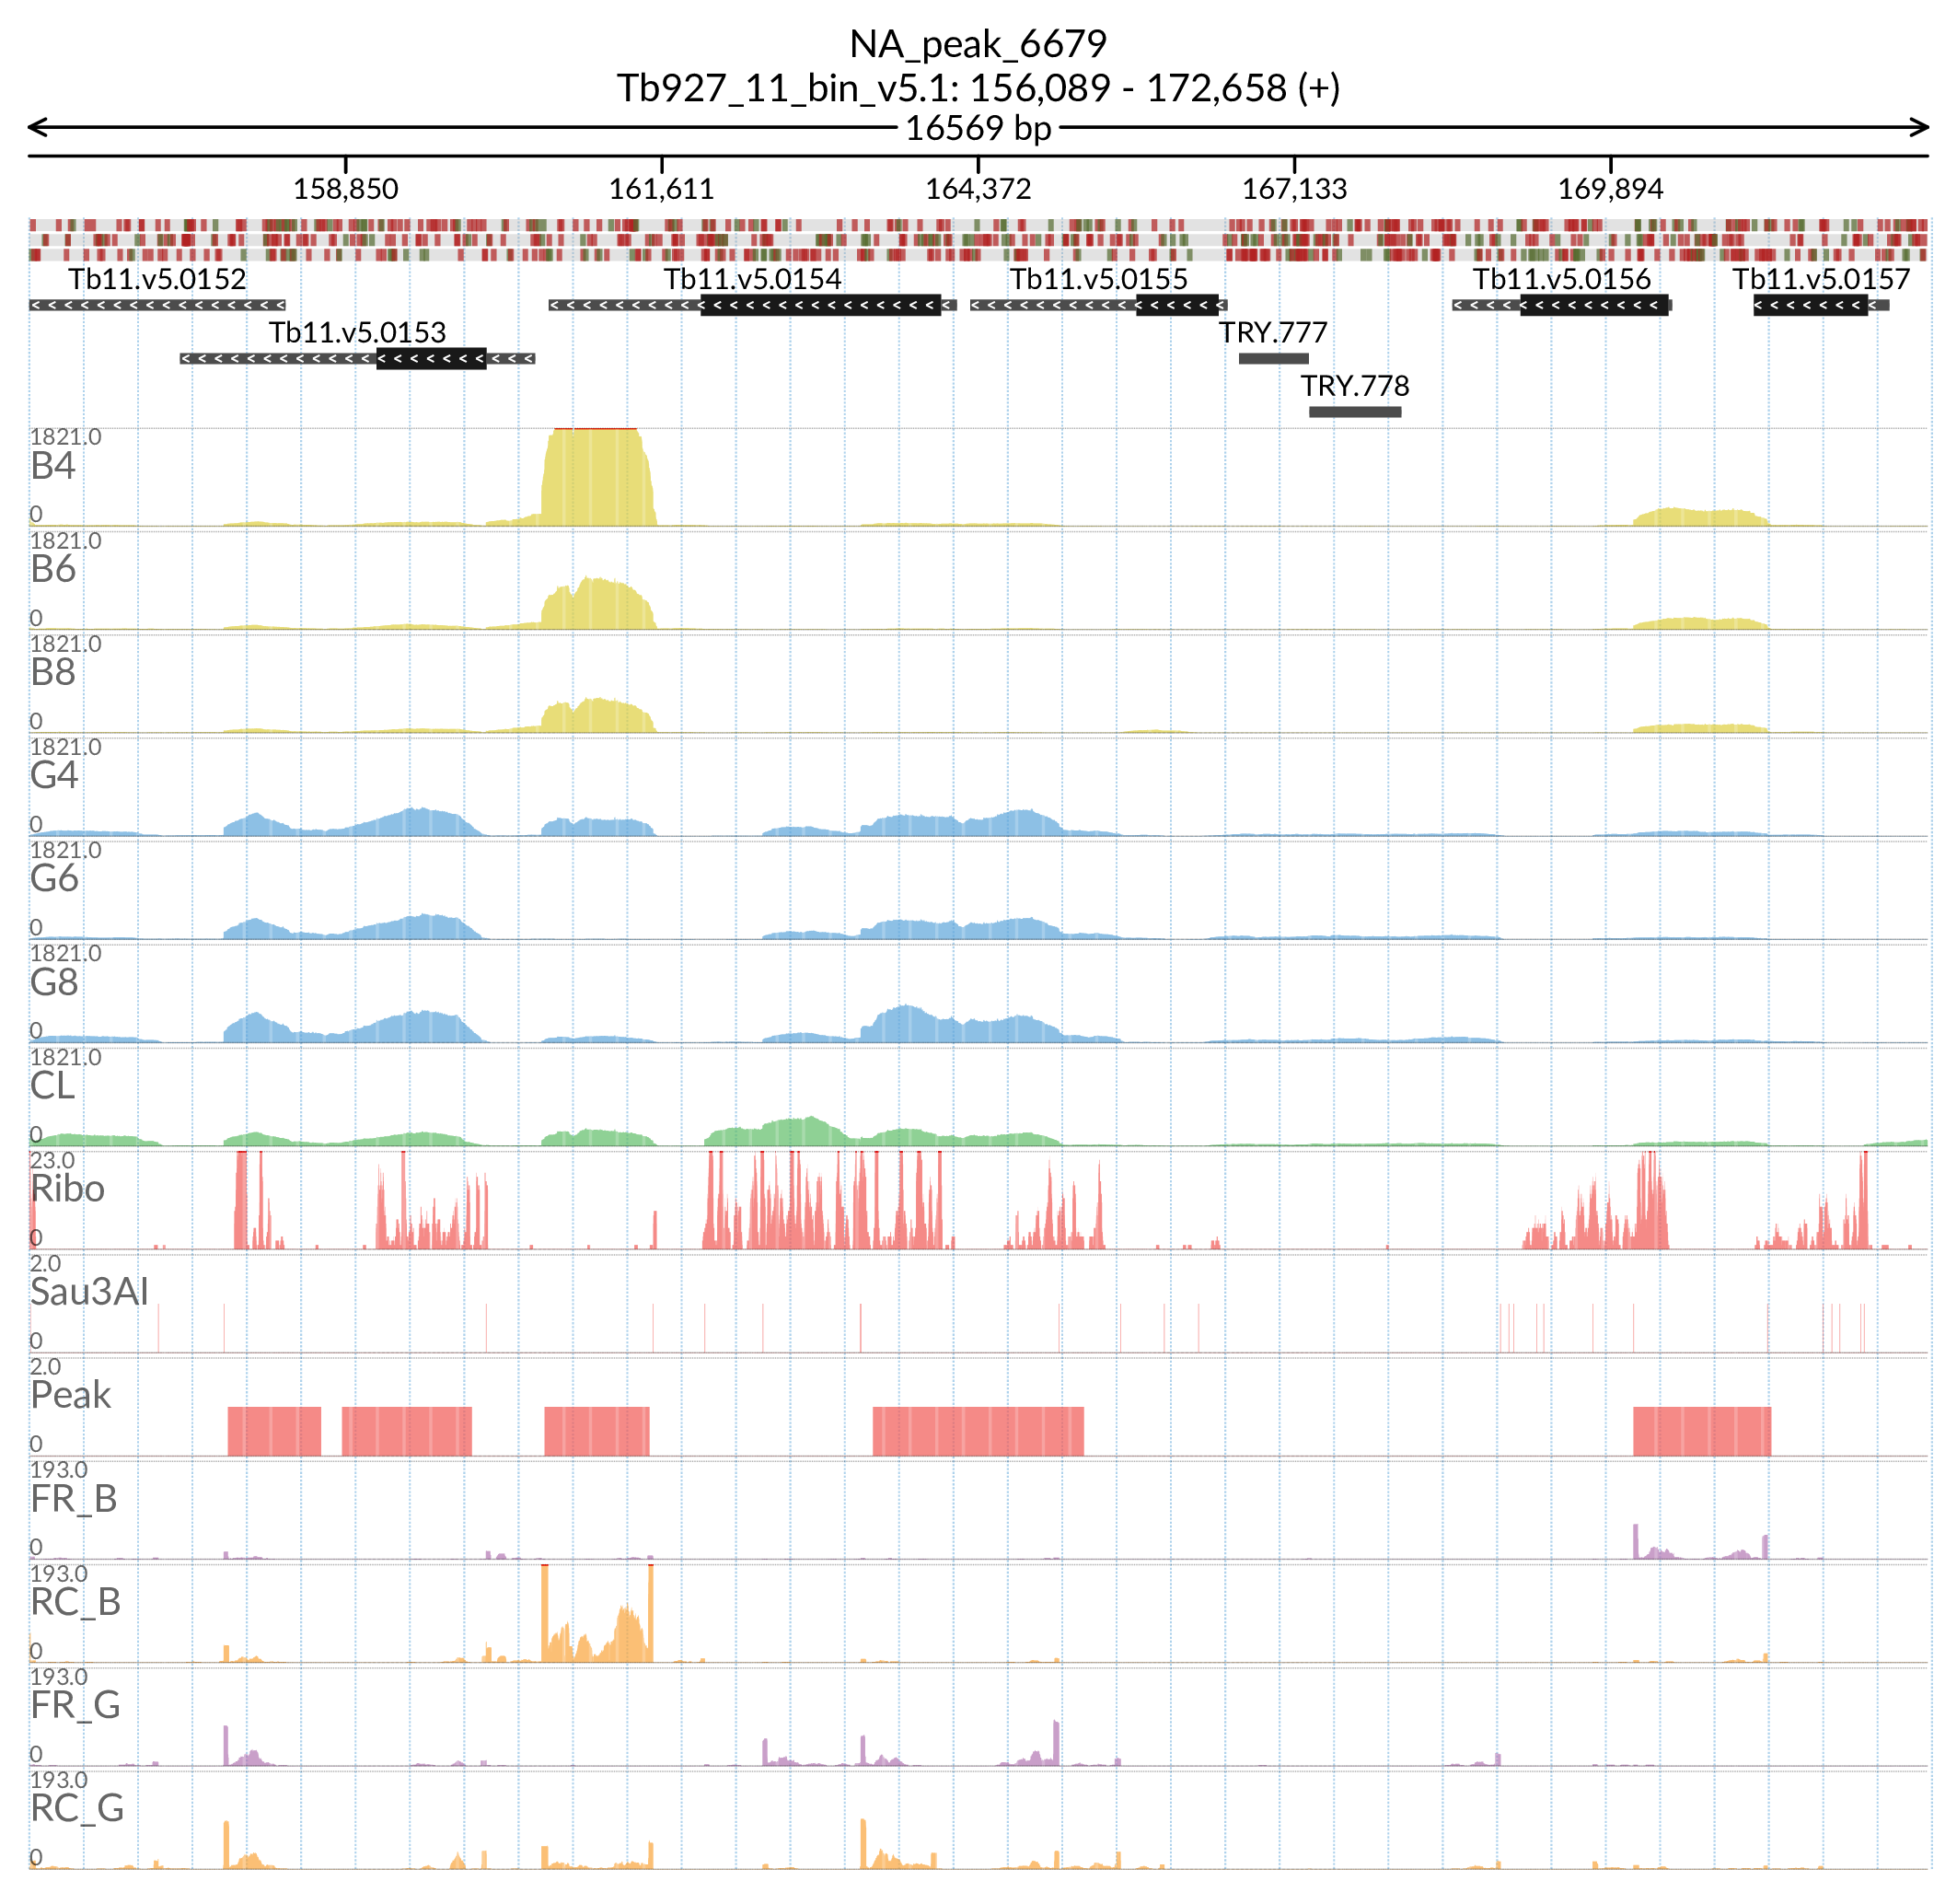 NA_peak_6679
Tb927_11_bin_v5.1: 156,089 - 172,658 (+)
16569 bp
158,850 161,611 164,372 167,133 169,894
Tb11.v5.0152 Tb11.v5.0154 Tb11.v5.0155 Tb11.v5.0156 Tb11.v5.0157
Tb11.v5.0153 TRY.777
TRY.778
1821.0
B4
0
1821.0
B6
0
1821.0
B8
0
1821.0
G4
0
1821.0
G6
0
1821.0
G8
0
1821.0
CL
0
23.0
Ribo
0
2.0
Sau3AI
0
2.0
Peak
0
193.0
FR_B
0
193.0
RC_B
0
193.0
FR_G
0
193.0
RC_G
0